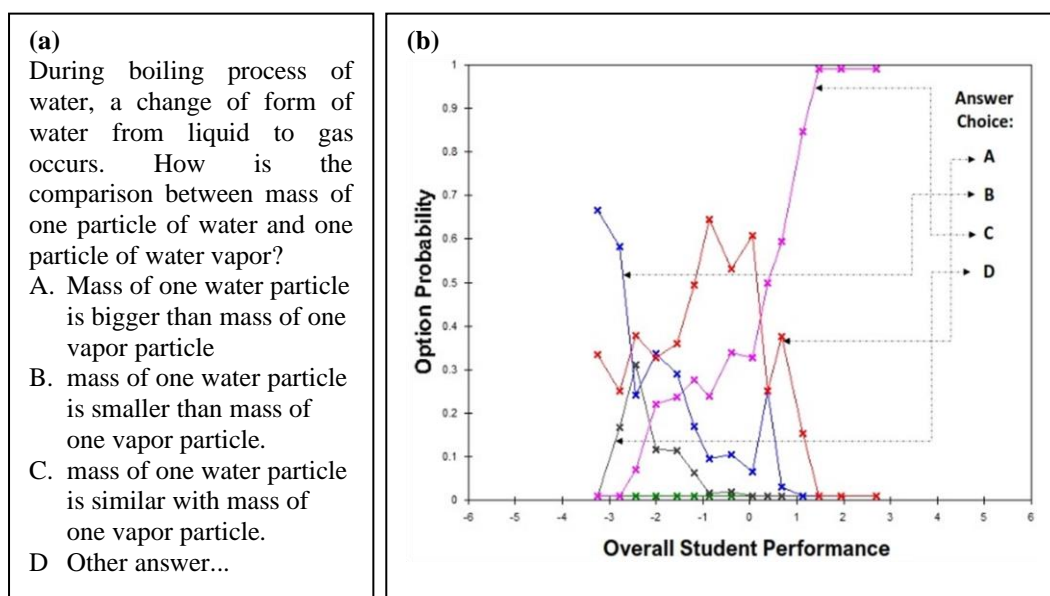 (a)
During boiling process of
water, a change of form of
water from liquid to gas
occurs. How is the
comparison between mass of
one particle of water and one
particle of water vapor?
A. Mass of one water particle
is bigger than mass of one
vapor particle
B. mass of one water particle
is smaller than mass of
one vapor particle.
C. mass of one water particle
is similar with mass of
one vapor particle.
D Other answer...
(b)
Option Probability
1
0.9
0.8
0.7
0.6
0.5
0.4
0.3
0.2
0.1
0
-6 -5 -4 -3 -2 -1 0 1 2 3 4 5 6
Overall Student Performance
Answer
Choice:
A
B
C
D